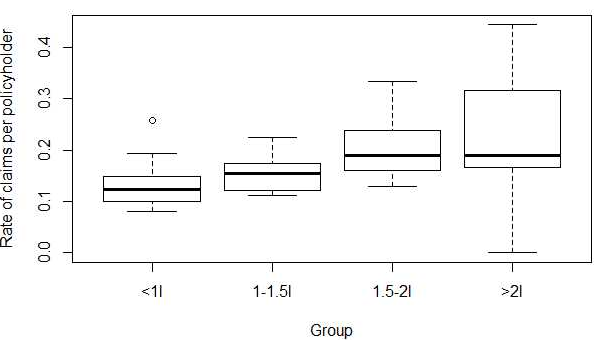 Rate of claims per policyholder
0.4
0.3
0.2
0.1
0.0
<1l 1-1.5l 1.5-2l >2l
Group